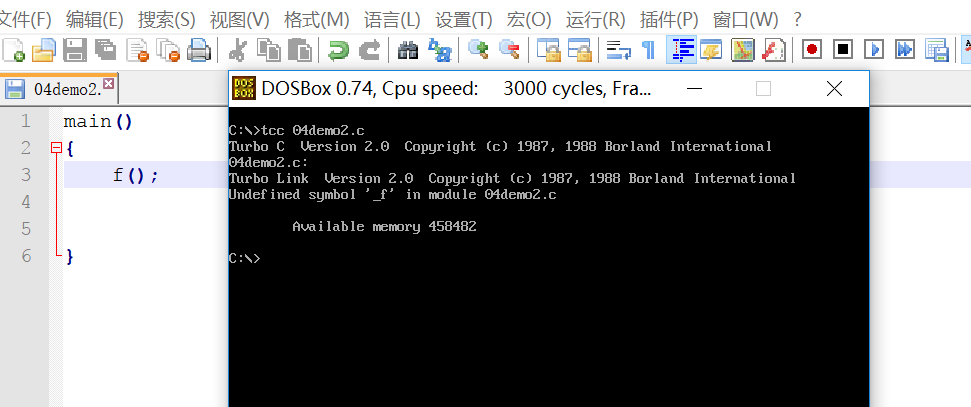 文件(F) 编辑(E) 搜索(S) 视图(V) 格式(M) 语言(L) 设置(T) 宏(O) 运行(R) 插件(P) 窗口(W) ?
04demo2.
DOSBox 0.74, Cpu speed: 3000 cycles, Fra...
1 main()
2 {
3 f();
4
5
6 }
C:\>tcc 04demo2.c
Turbo C Version 2.0 Copyright (c) 1987, 1988 Borland International
04demo2.c:
Turbo Link Version 2.0 Copyright (c) 1987, 1988 Borland International
Undefined symbol '_f' in module 04demo2.c
Available memory 458482
C:\>